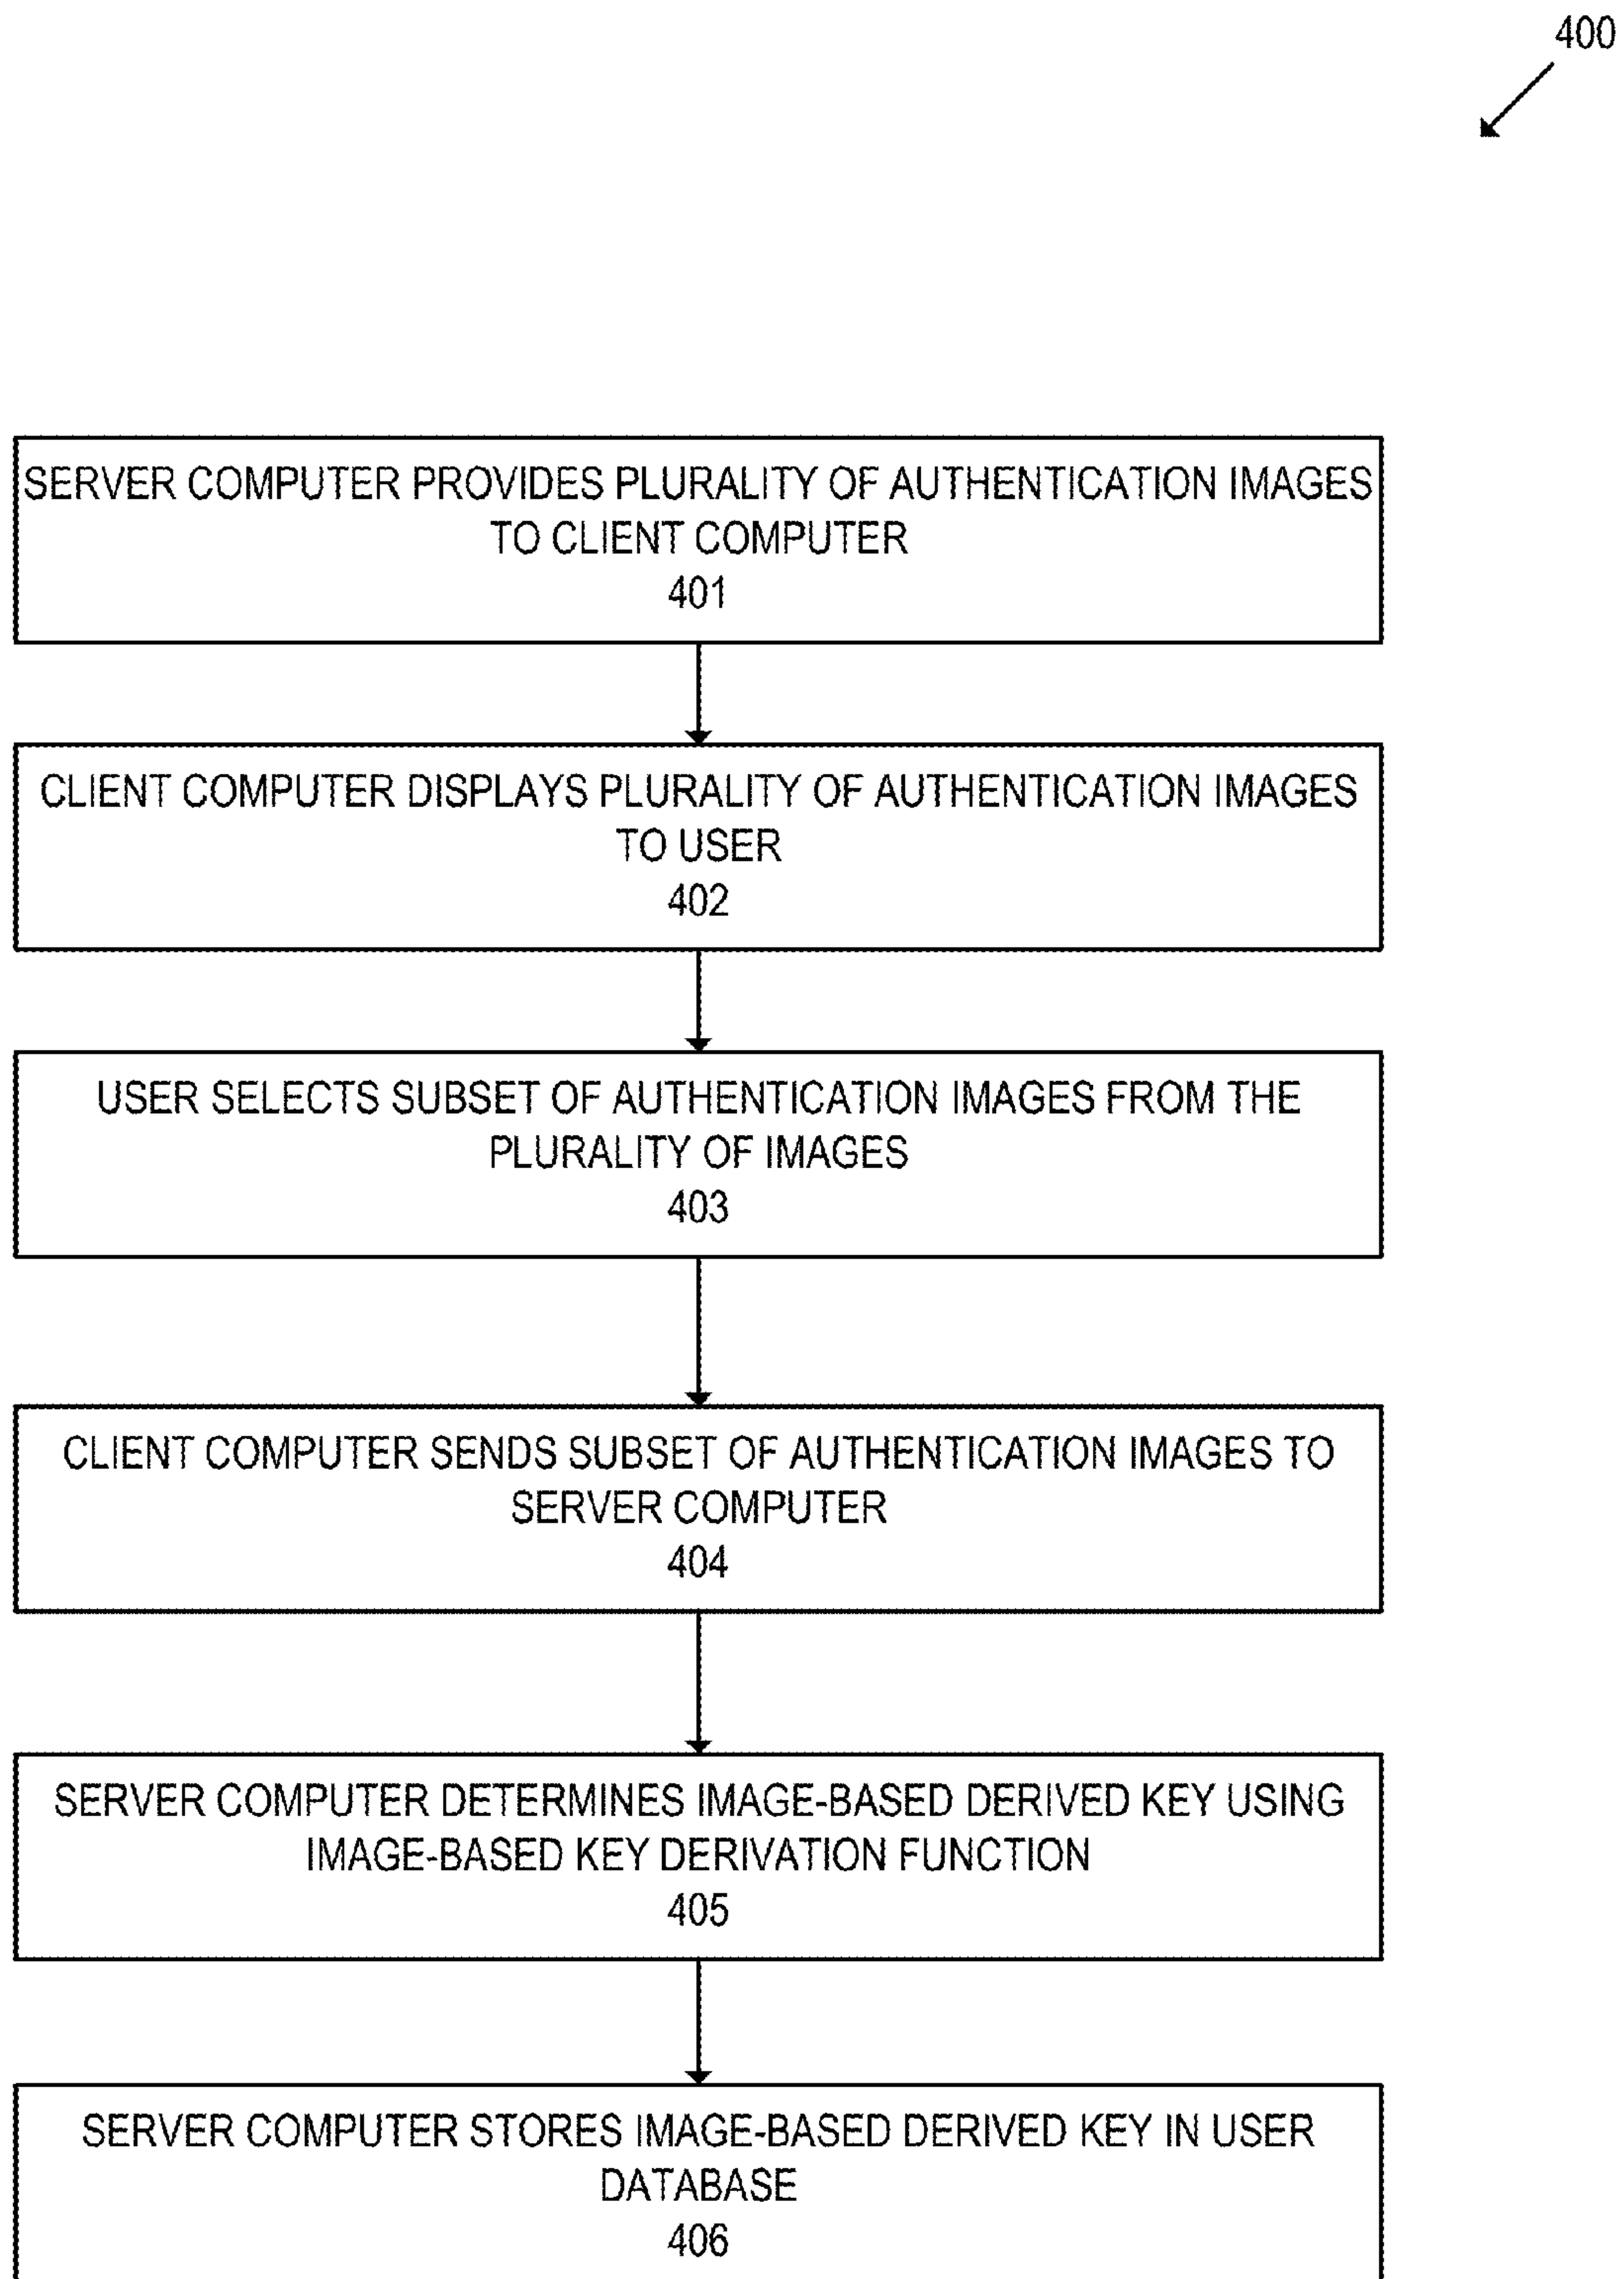 400
SERVER COMPUTER PROVIDES PLURALITY OF AUTHENTICATION IMAGES
TO CLIENT COMPUTER
401
CLIENT COMPUTER DISPLAYS PLURALITY OF AUTHENTICATION IMAGES
TO USER
402
USER SELECTS SUBSET OF AUTHENTICATION IMAGES FROM THE
PLURALITY OF IMAGES
403
CLIENT COMPUTER SENDS SUBSET OF AUTHENTICATION IMAGES TO
SERVER COMPUTER
404
SERVER COMPUTER DETERMINES IMAGE-BASED DERIVED KEY USING
IMAGE-BASED KEY DERIVATION FUNCTION
405
SERVER COMPUTER STORES IMAGE-BASED DERIVED KEY IN USER
DATABASE
406